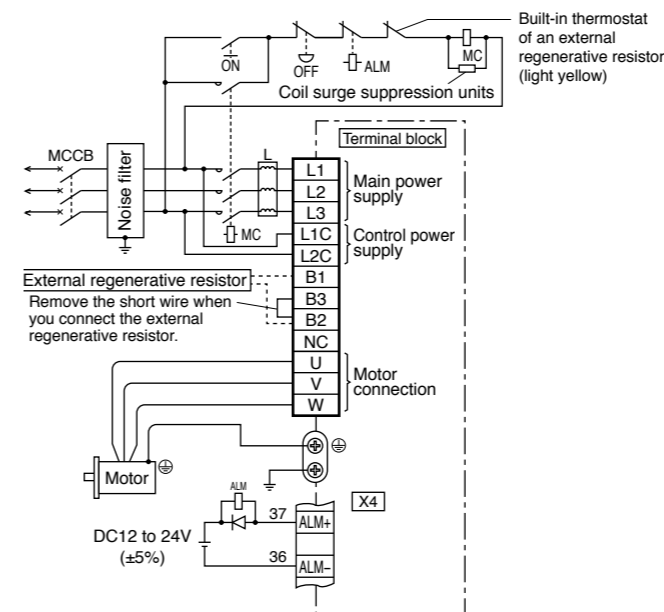 Built-in thermostat
of an external
regenerative resistor
(light yellow)
ON
OFF
ALM
MC
Coil surge suppression units
Terminal block
MCCB
Noise filter
L
MC
L1
L2
L3
Main power
supply
L1C
L2C
Control power
supply
External regenerative resistor
Remove the short wire when
you connect the external
regenerative resistor.
B1
B3
B2
NC
U
V
W
Motor
connection
Motor
ALM
DC12 to 24V
(±5%)
37
ALM+
36
ALM−
X4